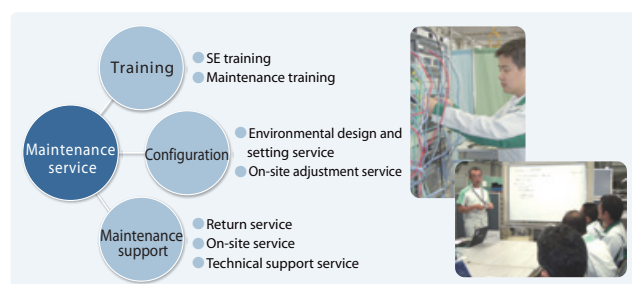 Training
SE training
Maintenance training
Maintenance
service
Configuration
Environmental design and
setting service
On-site adjustment service
Maintenance
support
Return service
On-site service
Technical support service